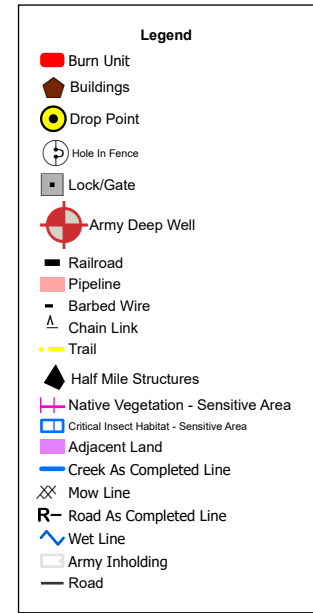 Legend
Burn Unit
Buildings
Drop Point
Hole In Fence
Lock/Gate
Army Deep Well
Railroad
Pipeline
Barbed Wire
Chain Link
Trail
Half Mile Structures
Native Vegetation - Sensitive Area
Critical Insect Habitat - Sensitive Area
Adjacent Land
Creek As Completed Line
Mow Line
R Road As Completed Line
Wet Line
Army Inholding
Road